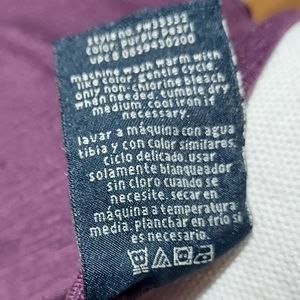 color purple pear
machine wash warm with
like color. Gentle cycle
only non-chlorine bleach
when needed. tumble dry
medium. cool iron if
necessary.
lavar a máquina con agua
tibia y con color similares.
ciclo delicado. usar
solamente blanqueador
sin cloro cuando se
necesite. secar en
máquina a temperatura
media. planchar en frío si
es necesario.